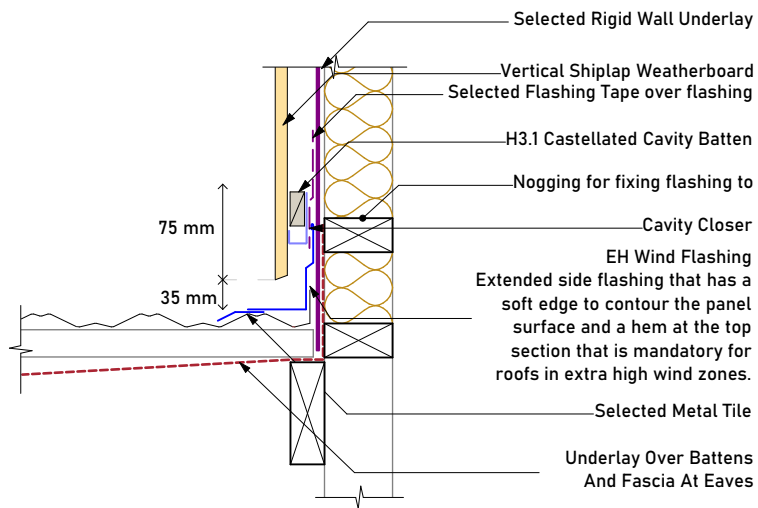 Selected Rigid Wall Underlay
Vertical Shiplap Weatherboard
Selected Flashing Tape over flashing
H3.1 Castellated Cavity Batten
Nogging for fixing flashing to
75 mm
Cavity Closer
EH Wind Flashing
Extended side flashing that has a
soft edge to contour the panel
surface and a hem at the top
section that is mandatory for
roofs in extra high wind zones.
35 mm
Selected Metal Tile
Underlay Over Battens
And Fascia At Eaves